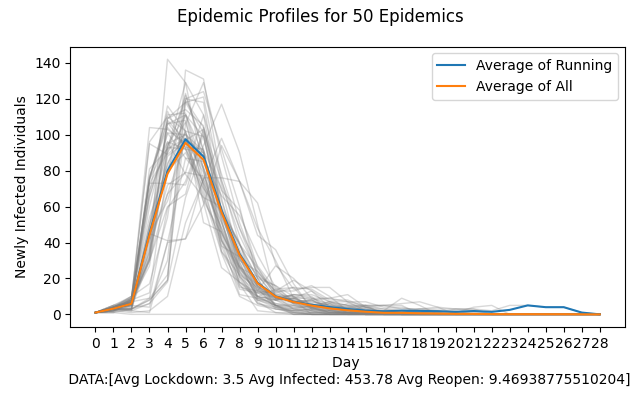 Epidemic Profiles for 50 Epidemics
Average of Running
Average of All
Newly Infected Individuals
140
120
100
80
60
40
20
0
0 1 2 3 4 5 6 7 8 9 10 11 12 13 14 15 16 17 18 19 20 21 22 23 24 25 26 27 28
Day
DATA:[Avg Lockdown: 3.5 Avg Infected: 453.78 Avg Reopen: 9.46938775510204]